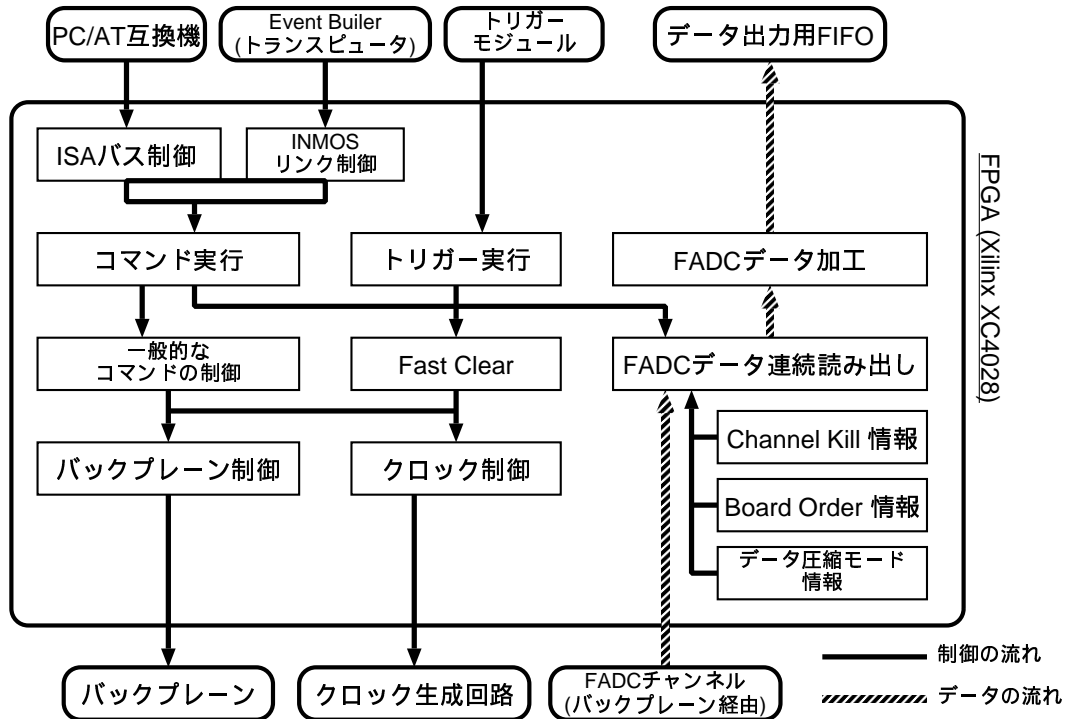 PC/AT互換機
Event Builer
(トランスピュータ)
トリガー
モジュール
データ出力用FIFO
ISAバス制御
INMOS
リンク制御
FPGA (Xilinx XC4028)
コマンド実行
トリガー実行
FADCデータ加工
一般的な
コマンドの制御
Fast Clear
FADCデータ連続読み出し
Channel Kill 情報
バックプレーン制御
クロック制御
Board Order 情報
データ圧縮モード
情報
制御の流れ
バックプレーン
クロック生成回路
FADCチャンネル
(バックプレーン経由)
データの流れ